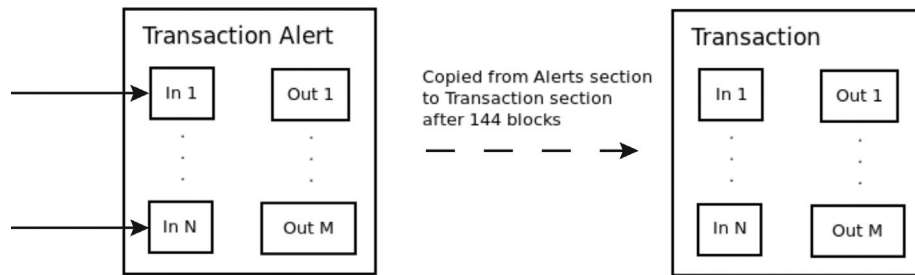 Transaction Alert
In 1
Out 1
.
.
.
.
.
.
In N
Out M
Copied from Alerts section
to Transaction section
after 144 blocks
Transaction
In 1
Out 1
.
.
.
.
.
.
In N
Out M